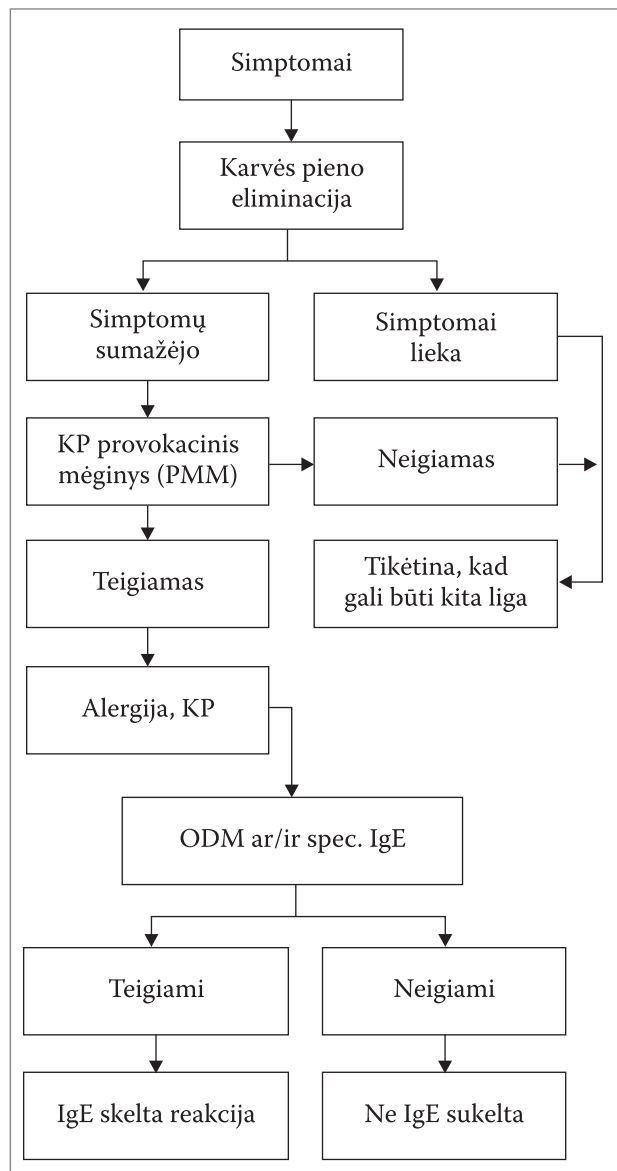 Simptomai
Karvės pieno
eliminacija
Simptomų
sumažėjo
Simptomai
lieka
KP provokacinis
mėginys (PMM)
Neigiamas
Teigiamas
Tikėtina, kad
gali būti kita liga
Alergija, KP
ODM ar/ir spec. IgE
Teigiami
Neigiami
IgE skelta reakcija
Ne IgE sukelta